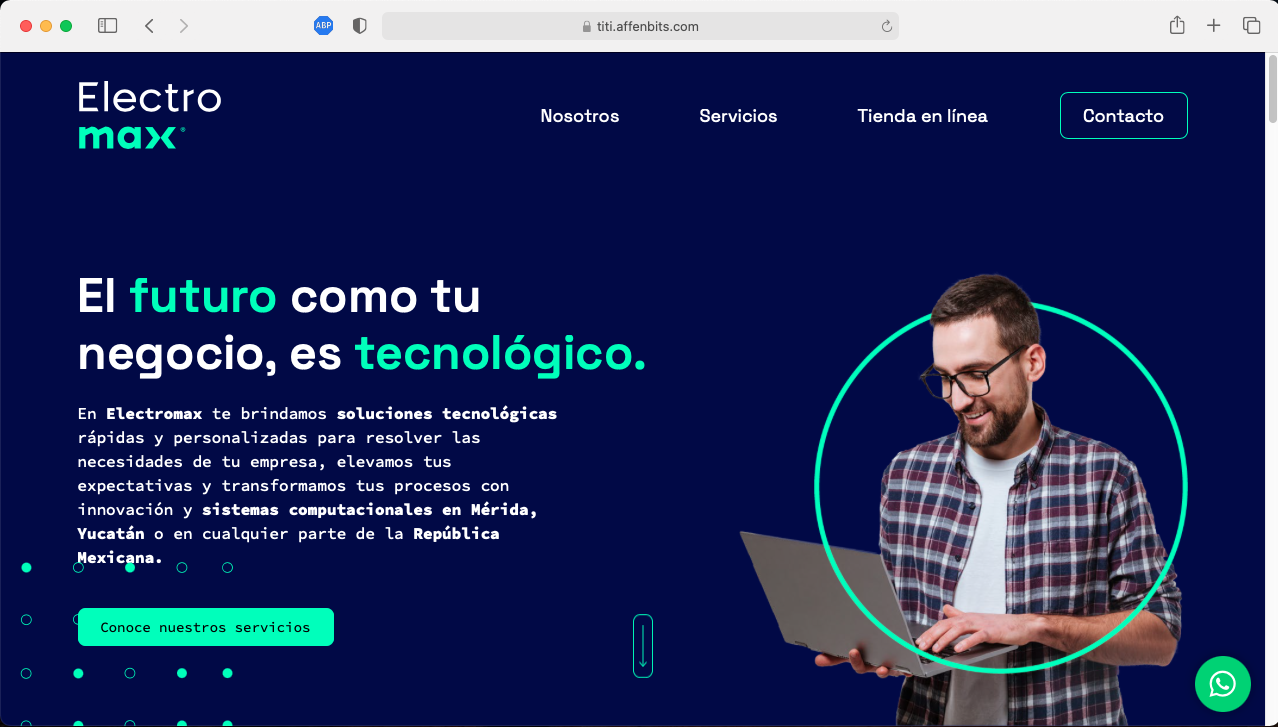 ABP
titi.affenbits.com
Electro
max®
Nosotros
Servicios
Tienda en línea
Contacto
El futuro como tu
negocio, es tecnológico.
En Electromax te brindamos soluciones tecnológicas
rápidas y personalizadas para resolver las
necesidades de tu empresa, elevamos tus
expectativas y transformamos tus procesos con
innovación y sistemas computacionales en Mérida,
Yucatán o en cualquier parte de la República
Mexicana.
Conoce nuestros servicios